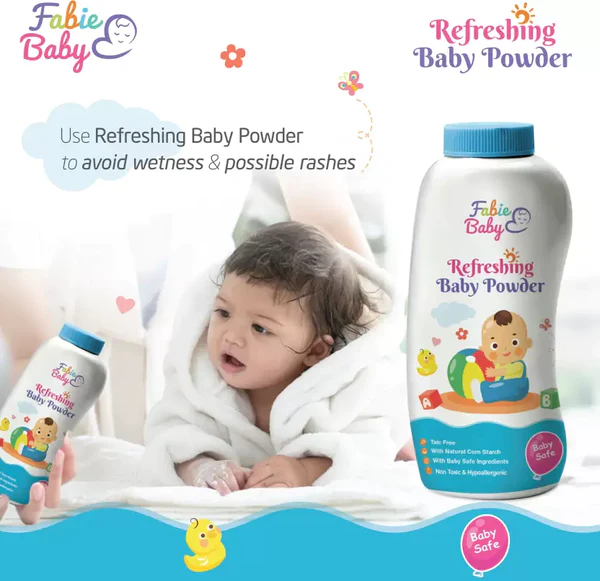 Fabie
Baby
Refreshing
Baby Powder
Use Refreshing Baby Powder
to avoid wetness & possible rashes
Fabie
Baby
Refreshing
Baby Powder
A
B
Talc Free
With Natural Corn Starch
With Baby Safe Ingredients
Non Toxic & Hypoallergenic
Baby
Safe
Fabie
Baby
Refreshing
Baby Powder
Baby
Safe